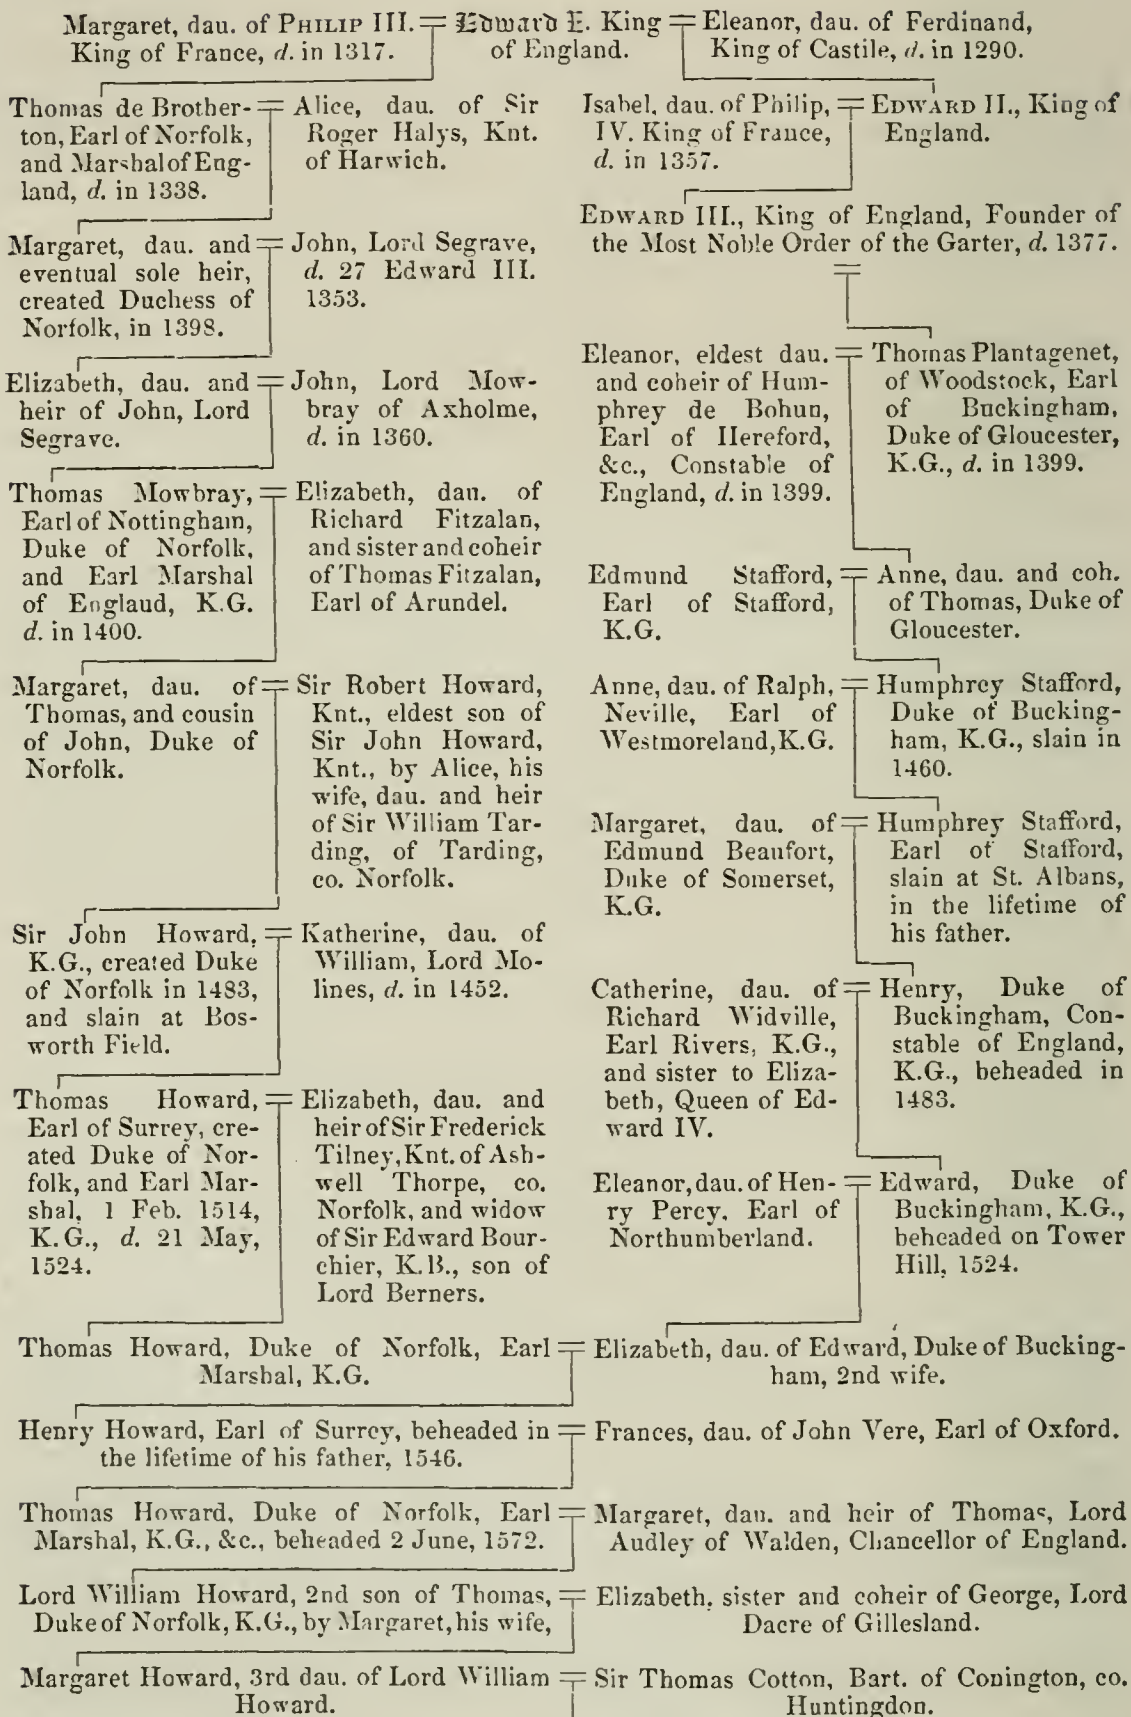 Margaret, dau. of PHILIP III. = Edward I. King = Eleanor, dau. of Ferdinand,
King of France, d. in 1317. of England. King of Castile, d. in 1290.
Thomas de Brother- = Alice, dau. of Sir
ton, Earl of Norfolk, Roger Halys, Knt.
and Marshal of Eng- of Harwich.
land, d. in 1338.
Isabel, dau. of Philip, = EDWARD II., King of
IV. King of France, England.
d. in 1357.
EDWARD III., King of England, Founder of
the Most Noble Order of the Garter, d. 1377.
=
Margaret, dau. and = John, Lord Segrave,
eventual sole heir, d. 27 Edward III.
created Duchess of 1353.
Norfolk, in 1398.
Eleanor, eldest dau. = Thomas Plantagenet,
and coheir of Hum- of Woodstock, Earl
phrey de Bohun, of Buckingham,
Earl of Hereford, Duke of Gloucester,
&c., Constable of K.G., d. in 1399.
England, d. in 1399.
Elizabeth, dau. and = John, Lord Mow-
heir of John, Lord bray of Axholme,
Segrave. d. in 1360.
Thomas Mowbray, = Elizabeth, dau. of
Earl of Nottingham, Richard Fitzalan,
Duke of Norfolk, and sister and coheir
and Earl Marshal of Thomas Fitzalan,
of England, K.G. Earl of Arundel.
d. in 1400.
Edmund Stafford, = Anne, dau. and coh.
Earl of Stafford, of Thomas, Duke of
K.G. Gloucester.
Margaret, dau. of = Sir Robert Howard,
Thomas, and cousin Knt., eldest son of
of John, Duke of Sir John Howard,
Norfolk. Knt., by Alice, his
wife, dau. and heir
of Sir William Tar-
ding, of Tarding,
co. Norfolk.
Anne, dau. of Ralph, = Humphrey Stafford,
Neville, Earl of Duke of Bucking-
Westmoreland, K.G. ham, K.G., slain in
1460.
Margaret, dau. of = Humphrey Stafford,
Edmund Beaufort, Earl of Stafford,
Duke of Somerset, slain at St. Albans,
K.G. in the lifetime of
his father.
Sir John Howard, = Katherine, dau. of
K.G., created Duke William, Lord Mo-
of Norfolk in 1483, lines, d. in 1452.
and slain at Bos-
worth Field.
Catherine, dau. of = Henry, Duke of
Richard Widville, Buckingham, Con-
Earl Rivers, K.G., stable of England,
and sister to Eliza- K.G., beheaded in
beth, Queen of Ed- 1483.
ward IV.
Thomas Howard, = Elizabeth, dau. and
Earl of Surrey, cre- heir of Sir Frederick
ated Duke of Nor- Tilney, Knt. of Ash-
folk, and Earl Mar- well Thorpe, co.
shal, 1 Feb. 1514, Norfolk, and widow
K.G., d. 21 May, of Sir Edward Bour-
1524. chier, K.B., son of
Lord Berners.
Eleanor, dau. of Hen- = Edward, Duke of
ry Percy, Earl of Buckingham, K.G.,
Northumberland. beheaded on Tower
Hill, 1524.
Thomas Howard, Duke of Norfolk, Earl = Elizabeth, dau. of Edward, Duke of Bucking-
Marshal, K.G. ham, 2nd wife.
Henry Howard, Earl of Surrey, beheaded in = Frances, dau. of John Vere, Earl of Oxford.
the lifetime of his father, 1546.
Thomas Howard, Duke of Norfolk, Earl = Margaret, dau. and heir of Thomas, Lord
Marshal, K.G., &c., beheaded 2 June, 1572. Audley of Walden, Chancellor of England.
Lord William Howard, 2nd son of Thomas, = Elizabeth, sister and coheir of George, Lord
Duke of Norfolk, K.G., by Margaret, his wife, Dacre of Gillesland.
Margaret Howard, 3rd dau. of Lord William = Sir Thomas Cotton, Bart. of Conington, co.
Howard. Huntingdon.